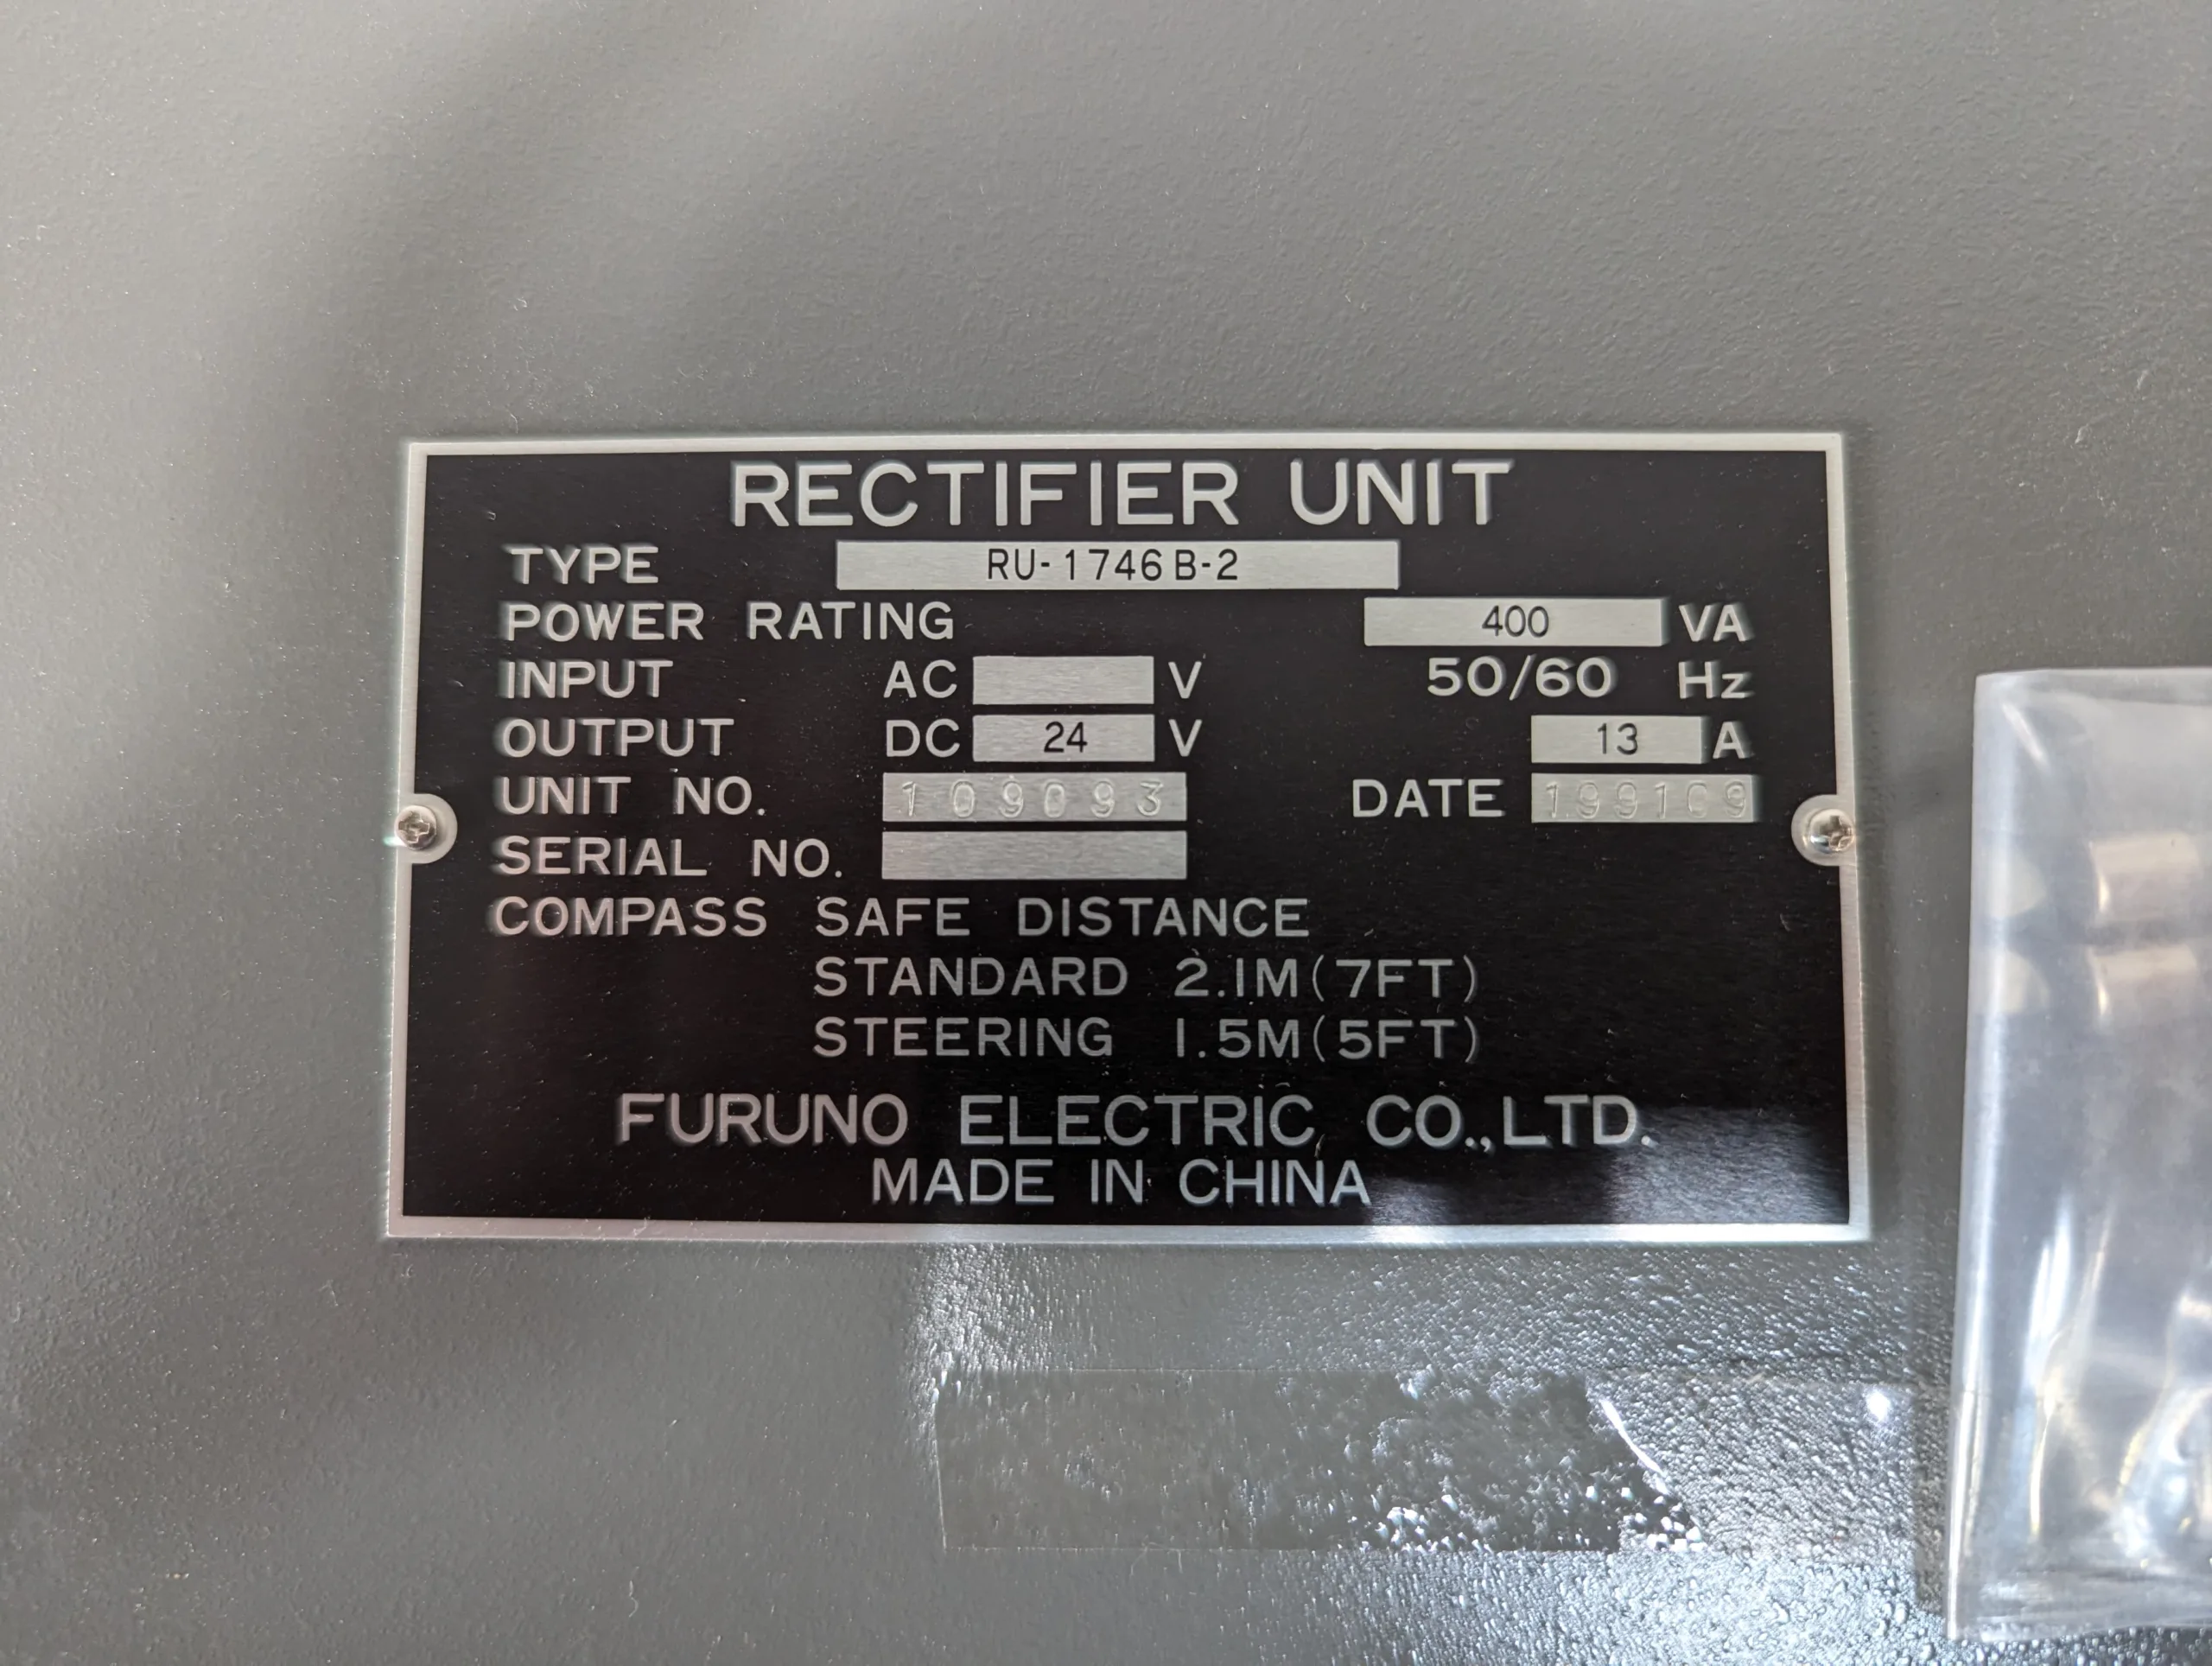 RECTIFIER UNIT
TYPE RU-1746B-2
POWER RATING 400 VA
INPUT AC V 50/60 Hz
OUTPUT DC 24 V 13 A
UNIT NO. 109093 DATE 199109
SERIAL NO.
COMPASS SAFE DISTANCE
STANDARD 2.1M(7FT)
STEERING 1.5M(5FT)
FURUNO ELECTRIC CO.,LTD.
MADE IN CHINA